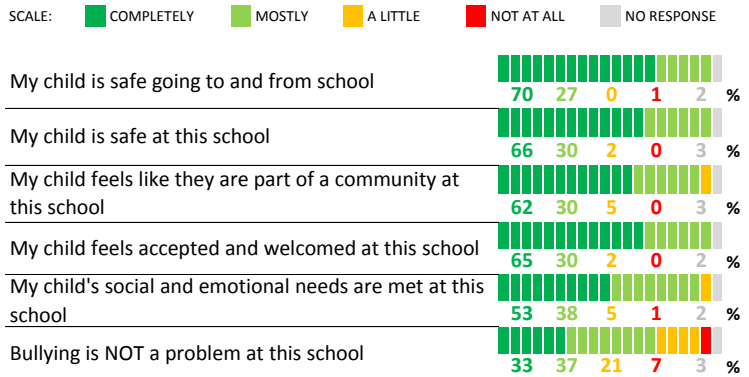 SCALE: COMPLETELY MOSTLY A LITTLE NOT AT ALL NO RESPONSE
My child is safe going to and from school
70 27 0 1 2 %
My child is safe at this school
66 30 2 0 3 %
My child feels like they are part of a community at
this school
62 30 5 0 3 %
My child feels accepted and welcomed at this school
65 30 2 0 2 %
My child's social and emotional needs are met at this
school
53 38 5 1 2 %
Bullying is NOT a problem at this school
33 37 21 7 3 %